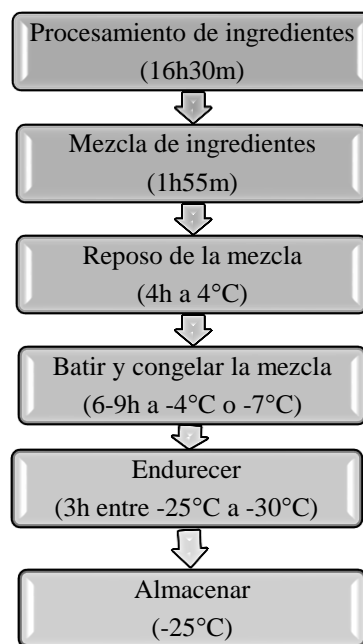 Procesamiento de ingredientes
(16h30m)
Mezcla de ingredientes
(1h55m)
Reposo de la mezcla
(4h a 4°C)
Batir y congelar la mezcla
(6-9h a -4°C o -7°C)
Endurecer
(3h entre -25°C a -30°C)
Almacenar
(-25°C)